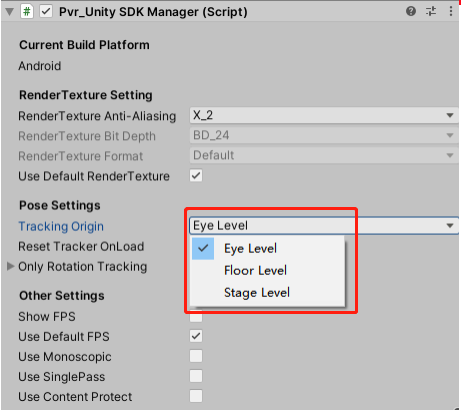 Pvr_Unity SDK Manager (Script)
Current Build Platform
Android
RenderTexture Setting
RenderTexture Anti-Aliasing X_2
RenderTexture Bit Depth BD_24
RenderTexture Format Default
Use Default RenderTexture
Pose Settings
Tracking Origin Eye Level
Reset Tracker OnLoad Eye Level
Only Rotation Tracking Floor Level
Stage Level
Other Settings
Show FPS
Use Default FPS
Use Monoscopic
Use SinglePass
Use Content Protect